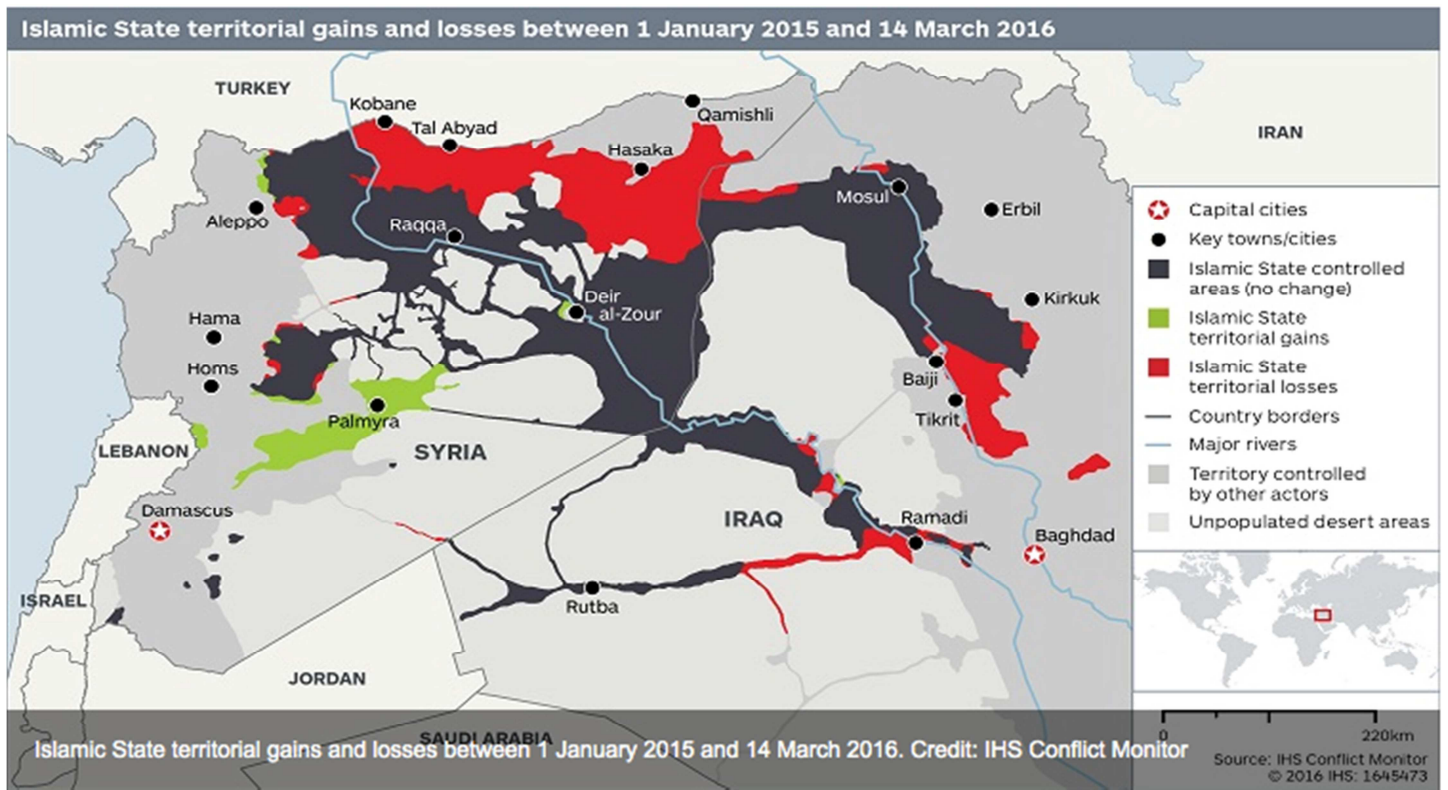 Islamic State territorial gains and losses between 1 January 2015 and 14 March 2016
TURKEY
Kobane
Tal Abyad
Qamishli
Hasaka
IRAN
Aleppo
Raqqa
Mosul
Erbil
Deir
al-Zour
Kirkuk
Hama
Homs
Baiji
Tikrit
Palmyra
LEBANON
SYRIA
Damascus
IRAQ
Ramadi
Baghdad
ISRAEL
Rutba
JORDAN
SAUDI ARABIA
Capital cities
Key towns/cities
Islamic State controlled
areas (no change)
Islamic State
territorial gains
Islamic State
territorial losses
Country borders
Major rivers
Territory controlled
by other actors
Unpopulated desert areas
0
220km
Islamic State territorial gains and losses between 1 January 2015 and 14 March 2016. Credit: IHS Conflict Monitor
Source: IHS Conflict Monitor
© 2016 IHS: 1645473